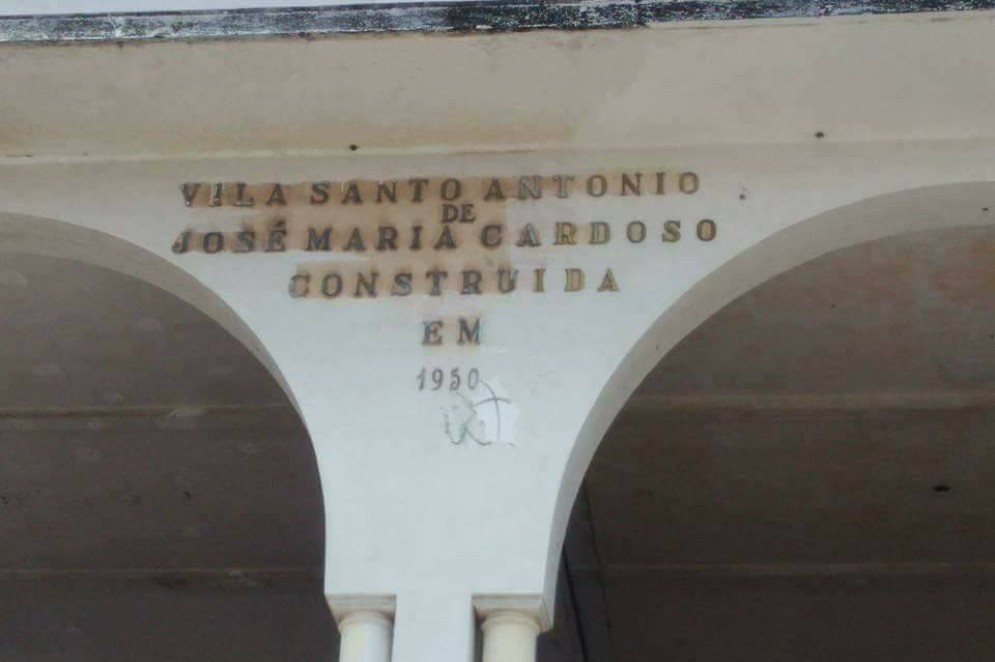 VILA SANTO ANTONIO
DE
JOSÉ MARIA CARDOSO
CONSTRUIDA
EM
1950